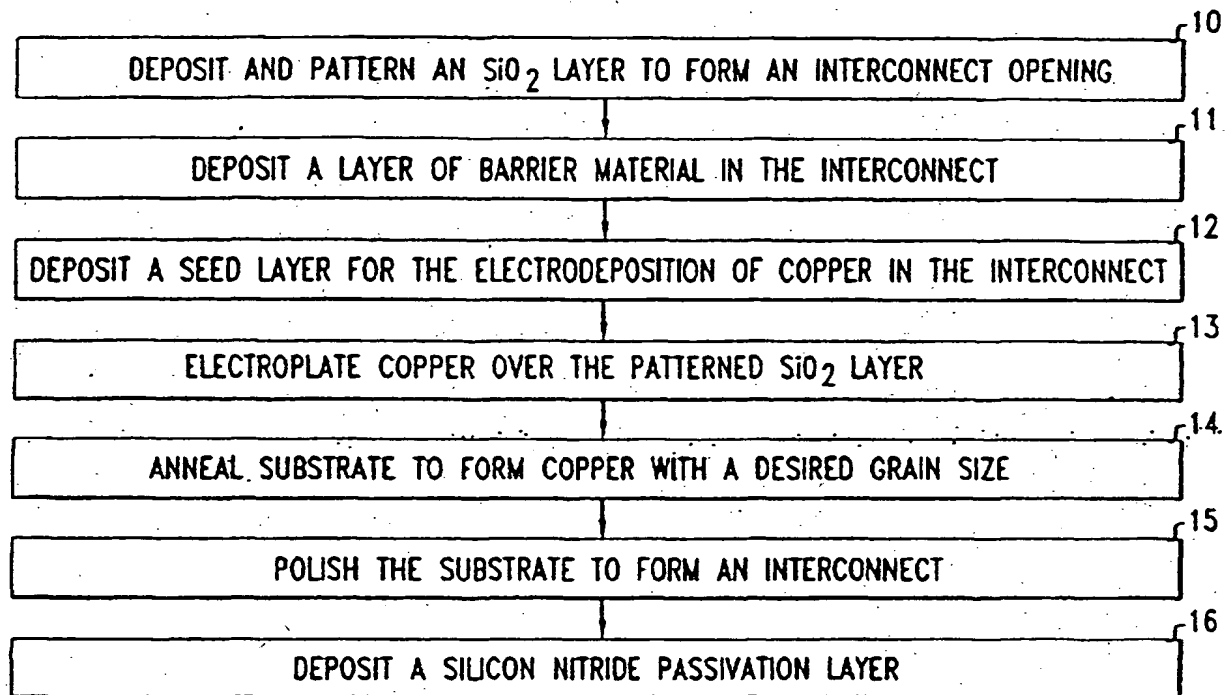 10
DEPOSIT AND PATTERN AN SiO2 LAYER TO FORM AN INTERCONNECT OPENING
11
DEPOSIT A LAYER OF BARRIER MATERIAL IN THE INTERCONNECT
12
DEPOSIT A SEED LAYER FOR THE ELECTRODEPOSITION OF COPPER IN THE INTERCONNECT
13
ELECTROPLATE COPPER OVER THE PATTERNED SiO2 LAYER
14
ANNEAL SUBSTRATE TO FORM COPPER WITH A DESIRED GRAIN SIZE
15
POLISH THE SUBSTRATE TO FORM AN INTERCONNECT
16
DEPOSIT A SILICON NITRIDE PASSIVATION LAYER